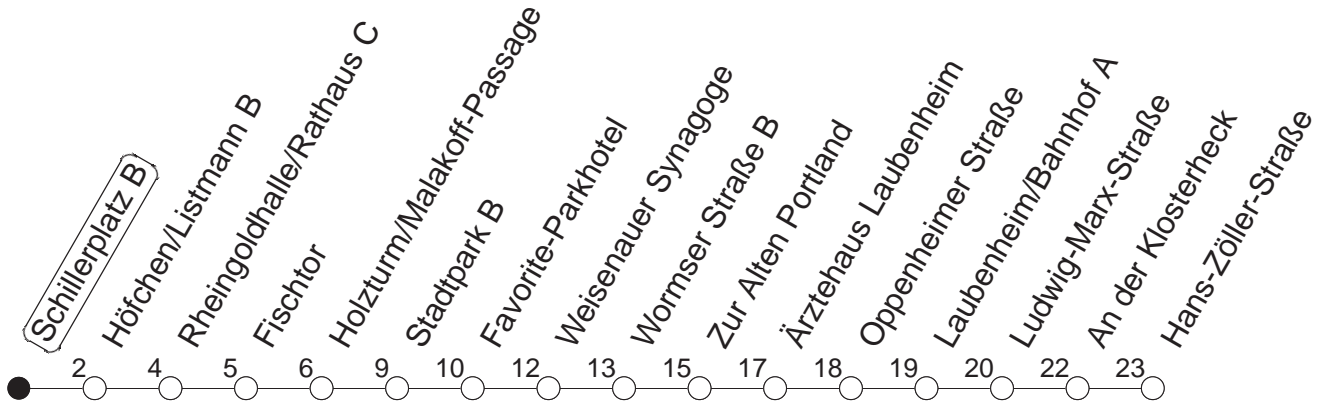 Schillerplatz B
Höfchen/Listmann B
Rheingoldhalle/Rathaus C
Fischtor
Holzturm/Malakoff-Passage
Stadtpark B
Favorite-Parkhotel
Weisenauer Synagoge
Wormser Straße B
Zur Alten Portland
Ärztehaus Laubenheim
Oppenheimer Straße
Laubenheim/Bahnhof A
Ludwig-Marx-Straße
An der Klosterheck
Hans-Zöller-Straße
2 4 5 6 9 10 12 13 15 17 18 19 20 22 23